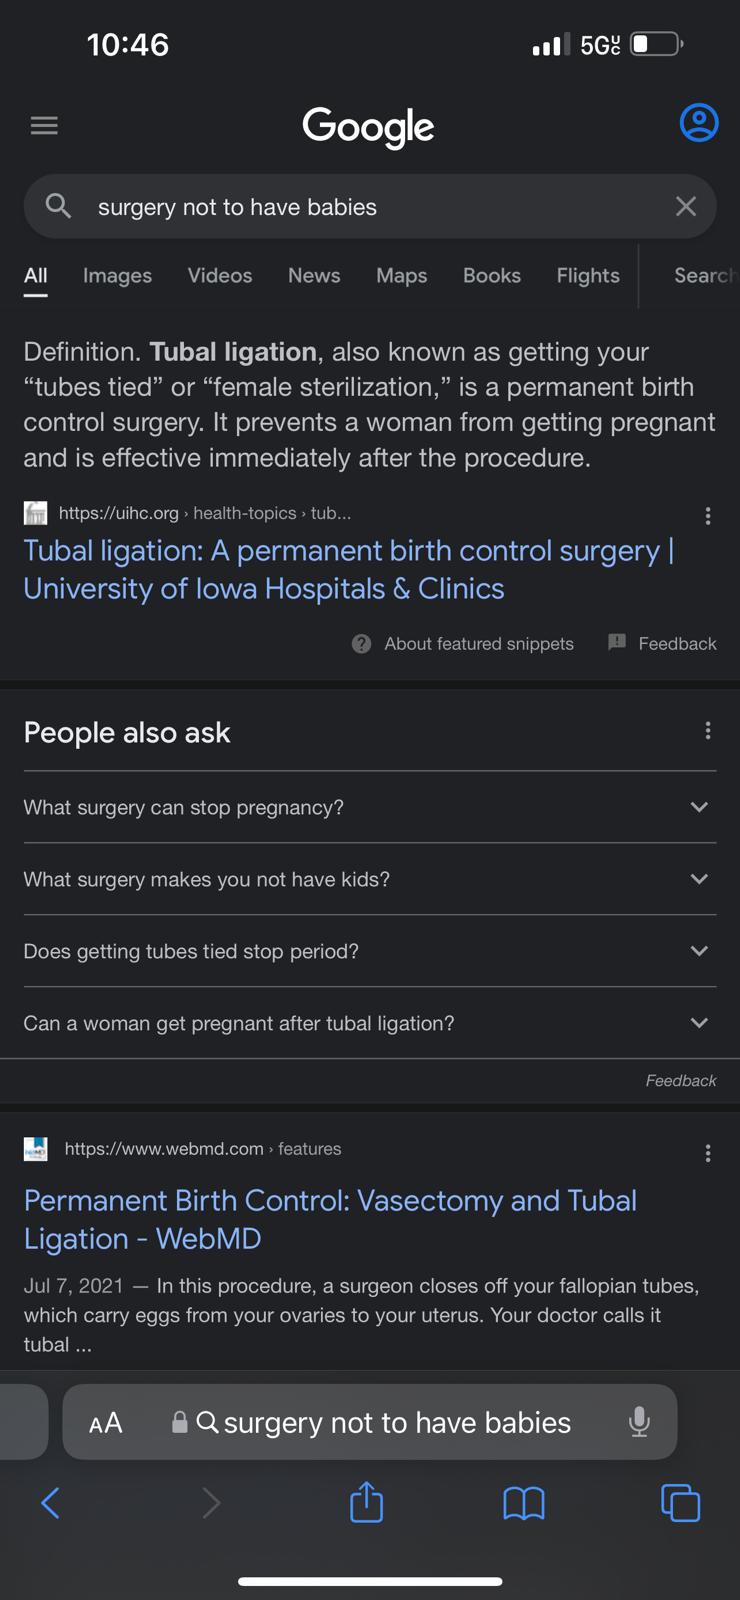 10:46
5GUC
Google
surgery not to have babies
All Images Videos News Maps Books Flights Search
Definition. Tubal ligation, also known as getting your
“tubes tied” or “female sterilization,” is a permanent birth
control surgery. It prevents a woman from getting pregnant
and is effective immediately after the procedure.
https://uihc.org › health-topics › tub...
Tubal ligation: A permanent birth control surgery |
University of Iowa Hospitals & Clinics
About featured snippets Feedback
People also ask
What surgery can stop pregnancy?
What surgery makes you not have kids?
Does getting tubes tied stop period?
Can a woman get pregnant after tubal ligation?
Feedback
https://www.webmd.com › features
Permanent Birth Control: Vasectomy and Tubal
Ligation - WebMD
Jul 7, 2021 — In this procedure, a surgeon closes off your fallopian tubes,
which carry eggs from your ovaries to your uterus. Your doctor calls it
tubal ...
AA surgery not to have babies